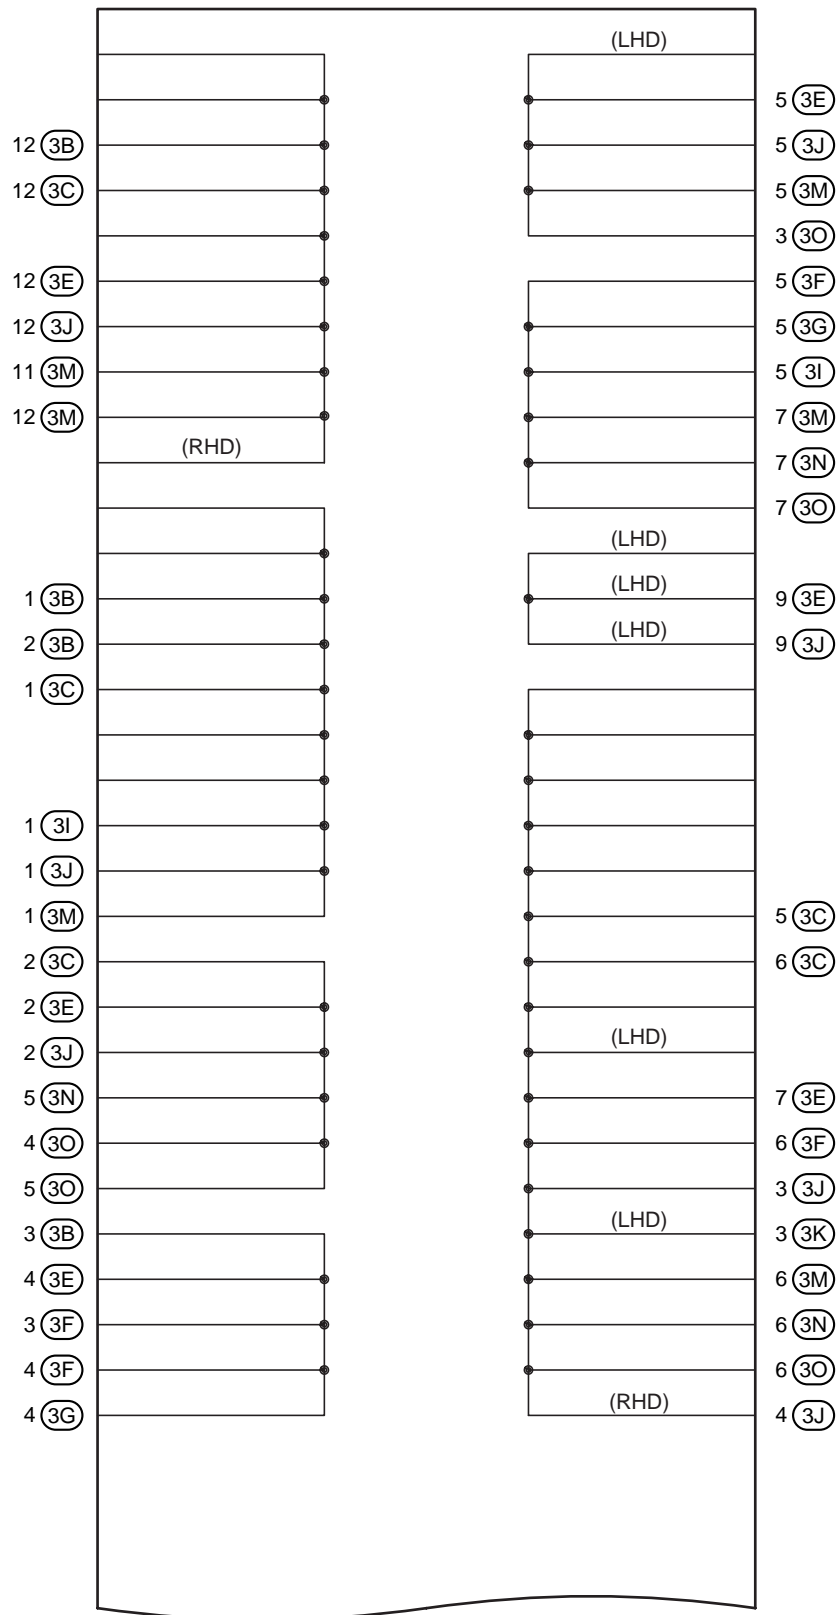 (LHD)
5 3E
12 3B
5 3J
12 3C
5 3M
3 3O
12 3E
5 3F
12 3J
5 3G
11 3M
5 3I
12 3M
7 3M
(RHD)
7 3N
7 3O
(LHD)
1 3B
(LHD)
9 3E
2 3B
(LHD)
9 3J
1 3C
1 3I
1 3J
1 3M
5 3C
2 3C
6 3C
2 3E
2 3J
(LHD)
5 3N
7 3E
4 3O
6 3F
5 3O
3 3J
3 3B
(LHD)
3 3K
4 3E
6 3M
3 3F
6 3N
4 3F
6 3O
4 3G
(RHD)
4 3J